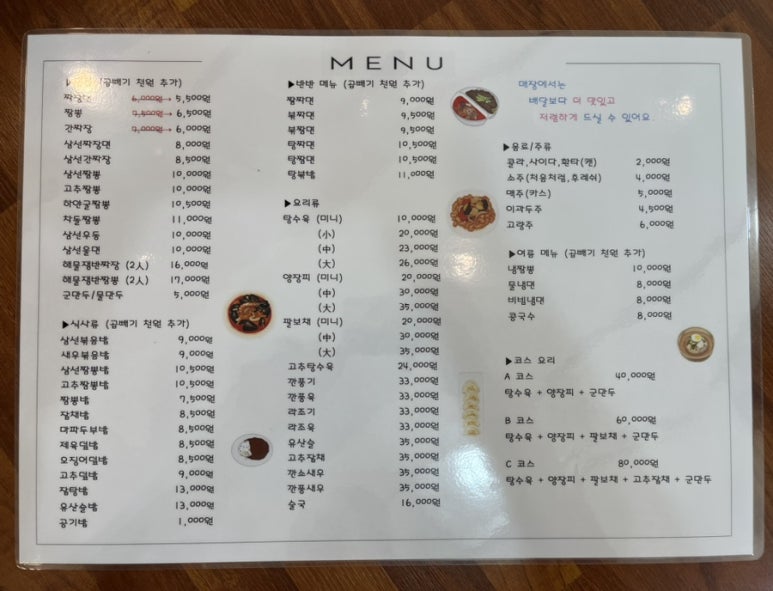 MENU
(곱빼기 천원 추가)
짜장면 6,000원→ 5,500원
짬뽕 7,500원→ 6,500원
간짜장 7,000원→ 6,000원
삼선짜장면 8,000원
삼선간짜장 8,500원
삼선짬뽕 10,000원
고추짬뽕 10,000원
하얀굴짬뽕 10,500원
차돌짬뽕 11,000원
삼선우동 10,000원
삼선울면 10,000원
해물쟁반짜장 (2人) 16,000원
해물쟁반짬뽕 (2人) 17,000원
군만두/물만두 5,000원
▶식사류 (곱빼기 천원 추가)
삼선볶음밥 9,000원
새우볶음밥 9,000원
삼선짬뽕밥 10,500원
고추짬뽕밥 10,500원
짬뽕밥 7,500원
잡채밥 8,500원
마파두부밥 8,500원
제육덮밥 8,500원
오징어덮밥 8,500원
고추덮밥 9,000원
잡탕밥 13,000원
유산슬밥 13,000원
공기밥 1,000원
▶반반 메뉴 (곱빼기 천원 추가)
짬짜면 9,000원
볶짜면 9,500원
볶짬면 9,500원
탕짜면 10,500원
탕짬면 10,500원
탕볶밥 11,000원
▶요리류
탕수육 (미니) 10,000원
(小) 20,000원
(中) 23,000원
(大) 26,000원
양장피 (미니) 20,000원
(中) 30,000원
(大) 35,000원
팔보채 (미니) 20,000원
(中) 30,000원
(大) 35,000원
고추탕수육 24,000원
깐풍기 33,000원
깐풍육 33,000원
라조기 33,000원
라조육 33,000원
유산슬 35,000원
고추잡채 35,000원
깐쇼새우 35,000원
깐풍새우 35,000원
술국 16,000원
매장에서는
배달보다 더 맛있고
저렴하게 드실 수 있어요.
▶음료/주류
콜라,사이다,환타(캔) 2,000원
소주(처음처럼,후레쉬) 4,000원
맥주(카스) 5,000원
이과두주 4,500원
고량주 6,000원
▶여름 메뉴 (곱빼기 천원 추가)
냉짬뽕 10,000원
물냉면 8,000원
비빔냉면 8,000원
콩국수 8,000원
▶코스 요리
A 코스 40,000원
탕수육 + 양장피 + 군만두
B 코스 60,000원
탕수육 + 양장피 + 팔보채 + 군만두
C 코스 80,000원
탕수육 + 양장피 + 팔보채 + 고추잡채 + 군만두